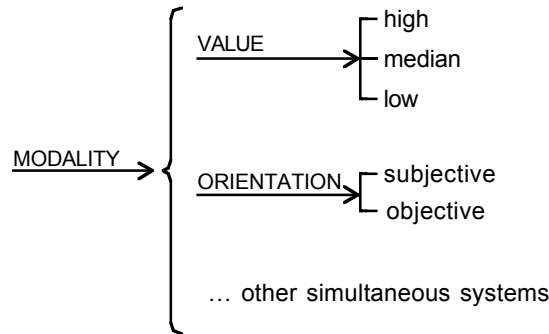 high
VALUE
median
low
MODALITY
ORIENTATION
subjective
objective
… other simultaneous systems